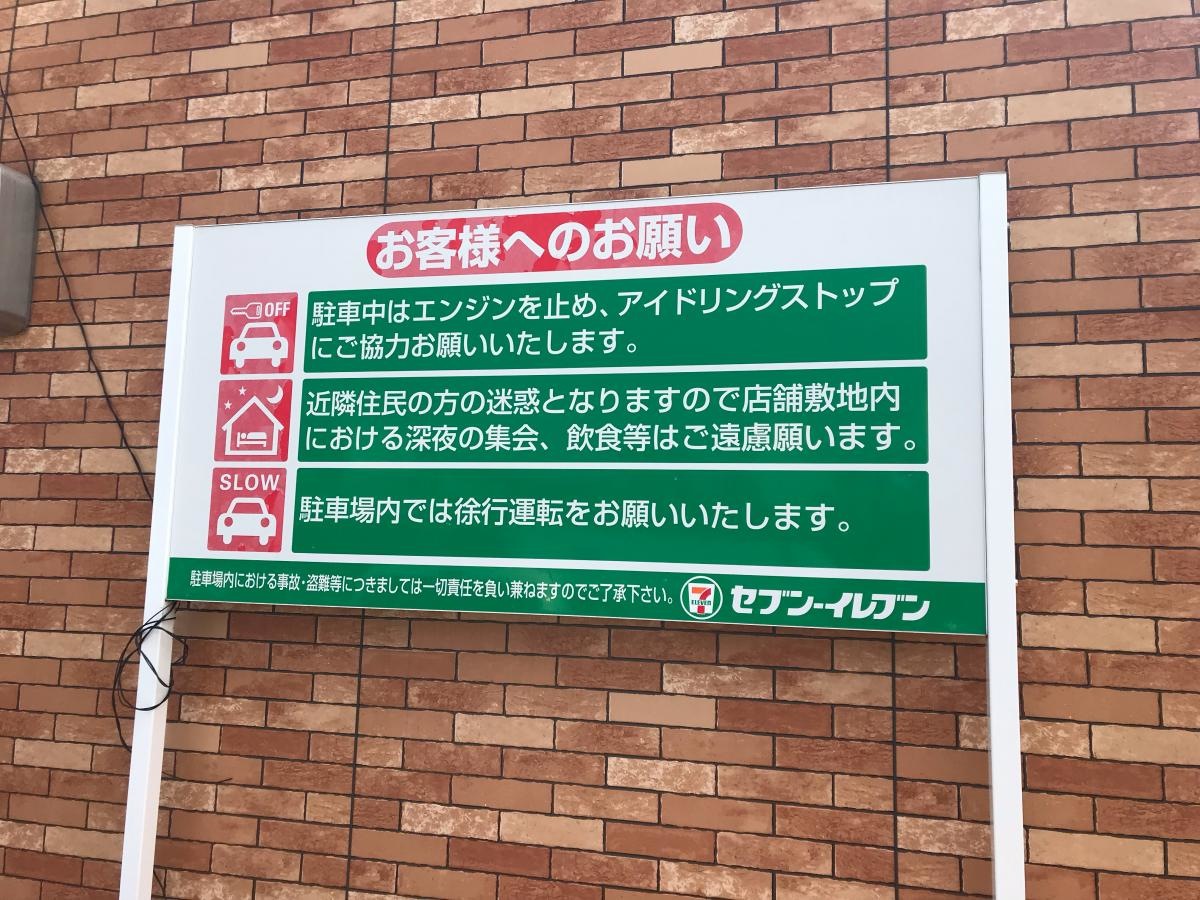 お客様へのお願い
OFF
駐車中はエンジンを止め、アイドリングストップ
にご協力お願いいたします。
近隣住民の方の迷惑となりますので店舗敷地内
における深夜の集会、飲食等はご遠慮願います。
SLOW
駐車場内では徐行運転をお願いいたします。
駐車場内における事故・盗難等につきましては一切責任を負い兼ねますのでご了承下さい。
7 ELEVEN
セブン-イレブン